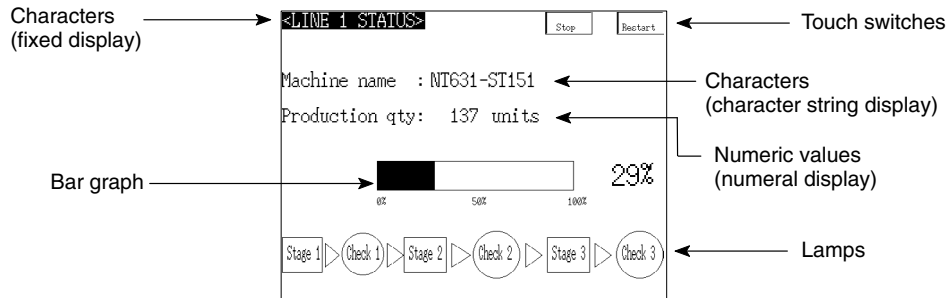 Characters
(fixed display)
<LINE 1 STATUS>
Stop
Restart
Touch switches
Machine name : NT631-ST151
Characters
(character string display)
Production qty: 137 units
Numeric values
(numeral display)
Bar graph
29%
0% 50% 100%
Stage 1 Check 1 Stage 2 Check 2 Stage 3 Check 3
Lamps